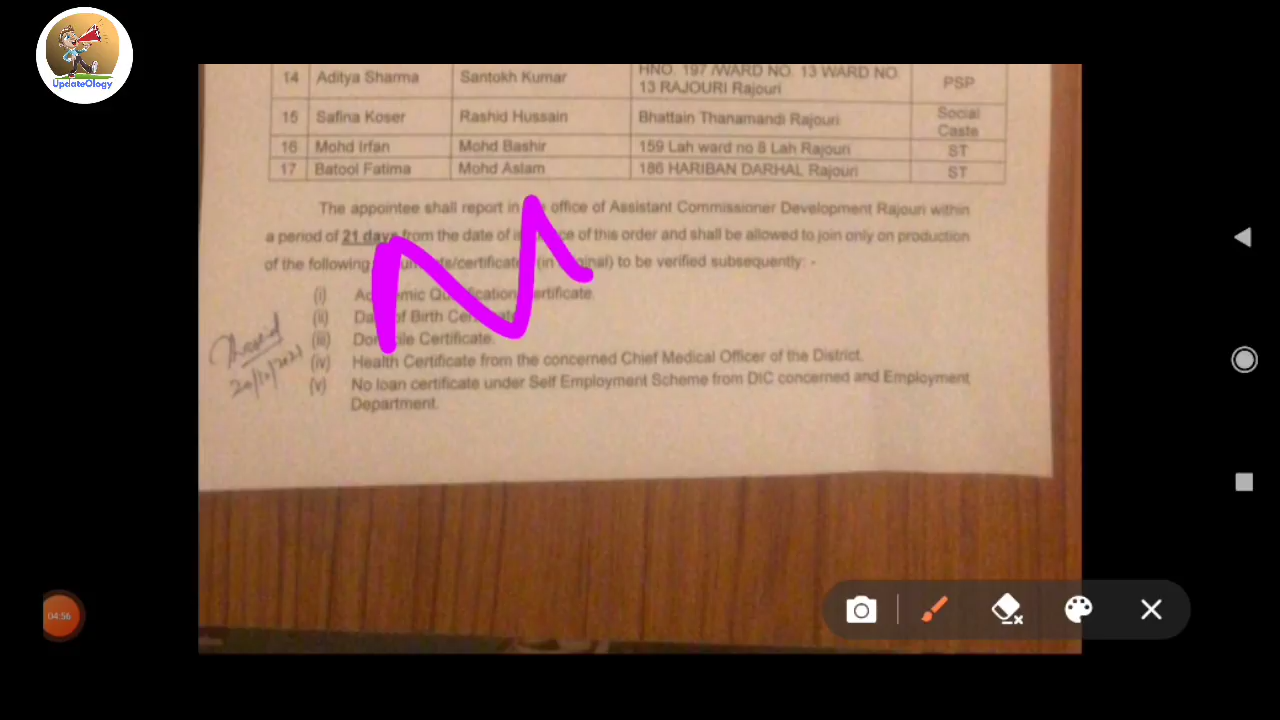 UpdateOlogy
14 Aditya Sharma Santokh Kumar HNO. 197 /WARD NO. 13 WARD NO. 13 RAJOURI Rajouri PSP
15 Safina Koser Rashid Hussain Bhattain Thanamandi Rajouri Social Caste
16 Mohd Irfan Mohd Bashir 159 Lah ward no 8 Lah Rajouri ST
17 Batool Fatima Mohd Aslam 186 HARIBAN DARHAL Rajouri ST
The appointee shall report in office of Assistant Commissioner Development Rajouri within
a period of 21 days from the date of of this order and shall be allowed to join only on production
of the following (in to be verified subsequently: -
(i) Certificate.
(ii) of Birth
(iii) Certificate.
(iv) Health Certificate from the concerned Chief Medical Officer of the District.
(v) No loan certificate under Self Employment Scheme from DIC concerned and Employment
Department.
20/10/2021
04:56